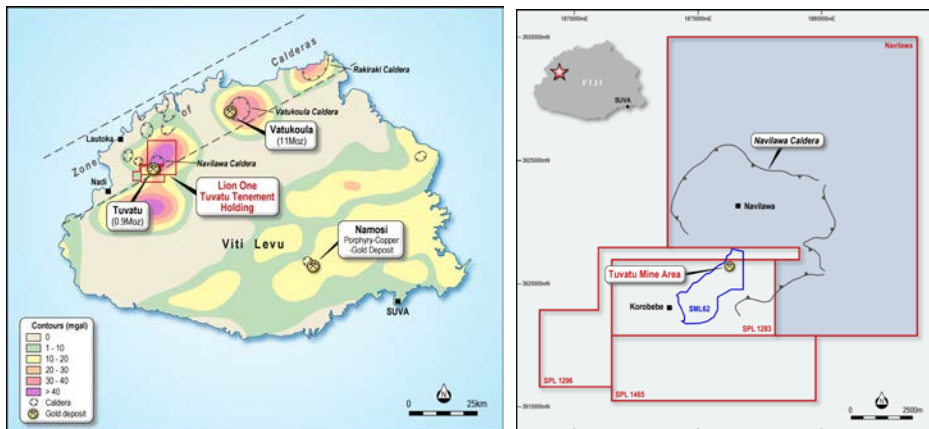 Zone of Calderas
Rakiraki Caldera
Vatukoula Caldera
Vatukoula
(11Moz)
Lautoka
Navilawa Caldera
Nadi
Lion One
Tuvatu Tenement
Holding
Tuvatu
(0.9Moz)
Namosi
Porphyry-Copper
-Gold Deposit
Viti Levu
SUVA
Contours (mgal)
0
1 - 10
10 - 20
20 - 30
30 - 40
> 40
Caldera
Gold deposit
N
0 25km
1870000mE 1875000mE 1880000mE
3930000mN
Navilawa
FIJI
SUVA
Navilawa Caldera
3925000mN
Navilawa
Tuvatu Mine Area
3920000mN
Korobebe
SML62
SPL 1283
SPL 1296
SPL 1465
3915000mN
N
0 2500m